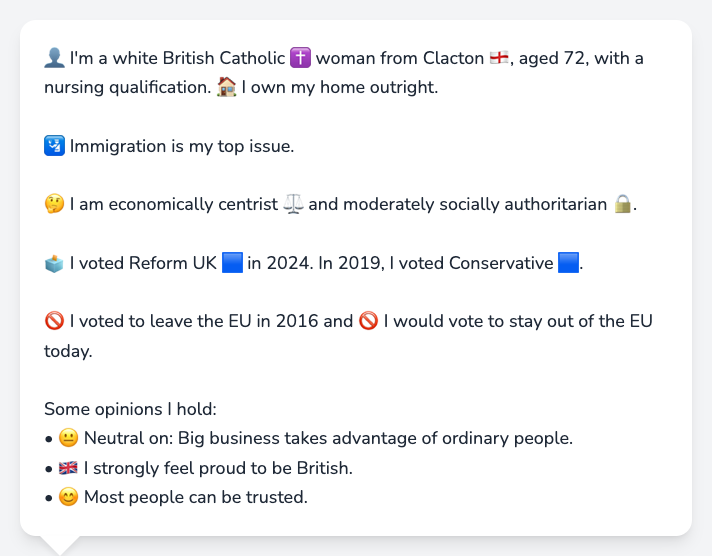 👤 I'm a white British Catholic ✝️ woman from Clacton 🏴󠁧󠁢󠁥󠁮󠁧󠁿, aged 72, with a
nursing qualification. 🏠 I own my home outright.
🛂 Immigration is my top issue.
🤔 I am economically centrist ⚖️ and moderately socially authoritarian 🔒.
🗳️ I voted Reform UK 🟦 in 2024. In 2019, I voted Conservative 🟦.
🚫 I voted to leave the EU in 2016 and 🚫 I would vote to stay out of the EU
today.
Some opinions I hold:
• 😐 Neutral on: Big business takes advantage of ordinary people.
• 🇬🇧 I strongly feel proud to be British.
• 😊 Most people can be trusted.